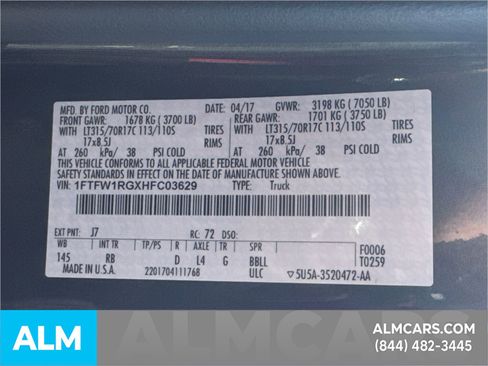 MFD. BY FORD MOTOR CO.
DATE: 04/17 GVWR: 3198 KG ( 7050 LB)
FRONT GAWR: 1678 KG ( 3700 LB) REAR GAWR: 1701 KG ( 3750 LB)
WITH LT315/70R17C 113/110S TIRES WITH LT315/70R17C 113/110S TIRES
17x8.5J RIMS 17x8.5J RIMS
AT 260 kPa/ 38 PSI COLD AT 260 kPa/ 38 PSI COLD
THIS VEHICLE CONFORMS TO ALL APPLICABLE FEDERAL MOTOR VEHICLE
SAFETY STANDARDS IN EFFECT ON THE DATE OF MANUFACTURE SHOWN ABOVE.
VIN: 1FTFW1RGXHFC03629 TYPE: Truck
EXT PNT: J7 RC: 72 DSO:
WB INT TR TP/PS R AXLE TR SPR F0006
145 RB D L4 G BBLL T0259
MADE IN U.S.A. 2201704111768 ULC 5U5A-3520472-AA
ALM
ALMCARS
ALMCARS.COM
(844) 482-3445